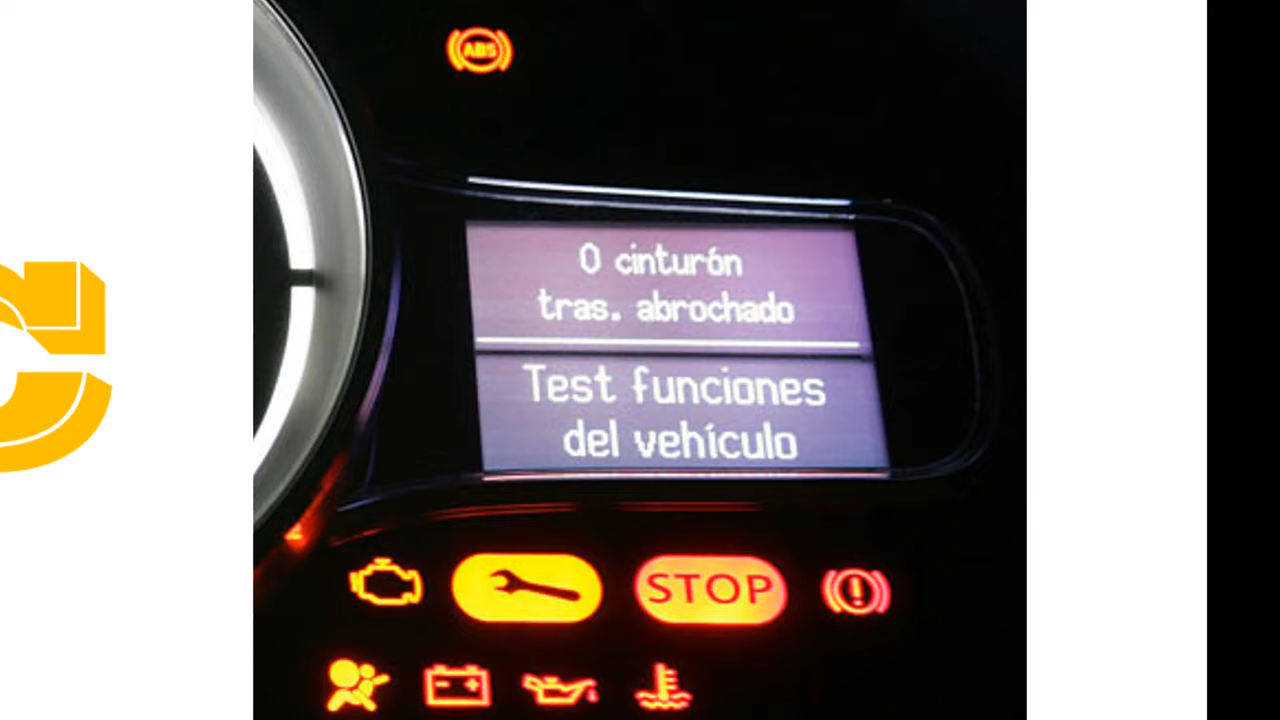 ABS
0 cinturón
tras. abrochado
Test funciones
del vehículo
STOP